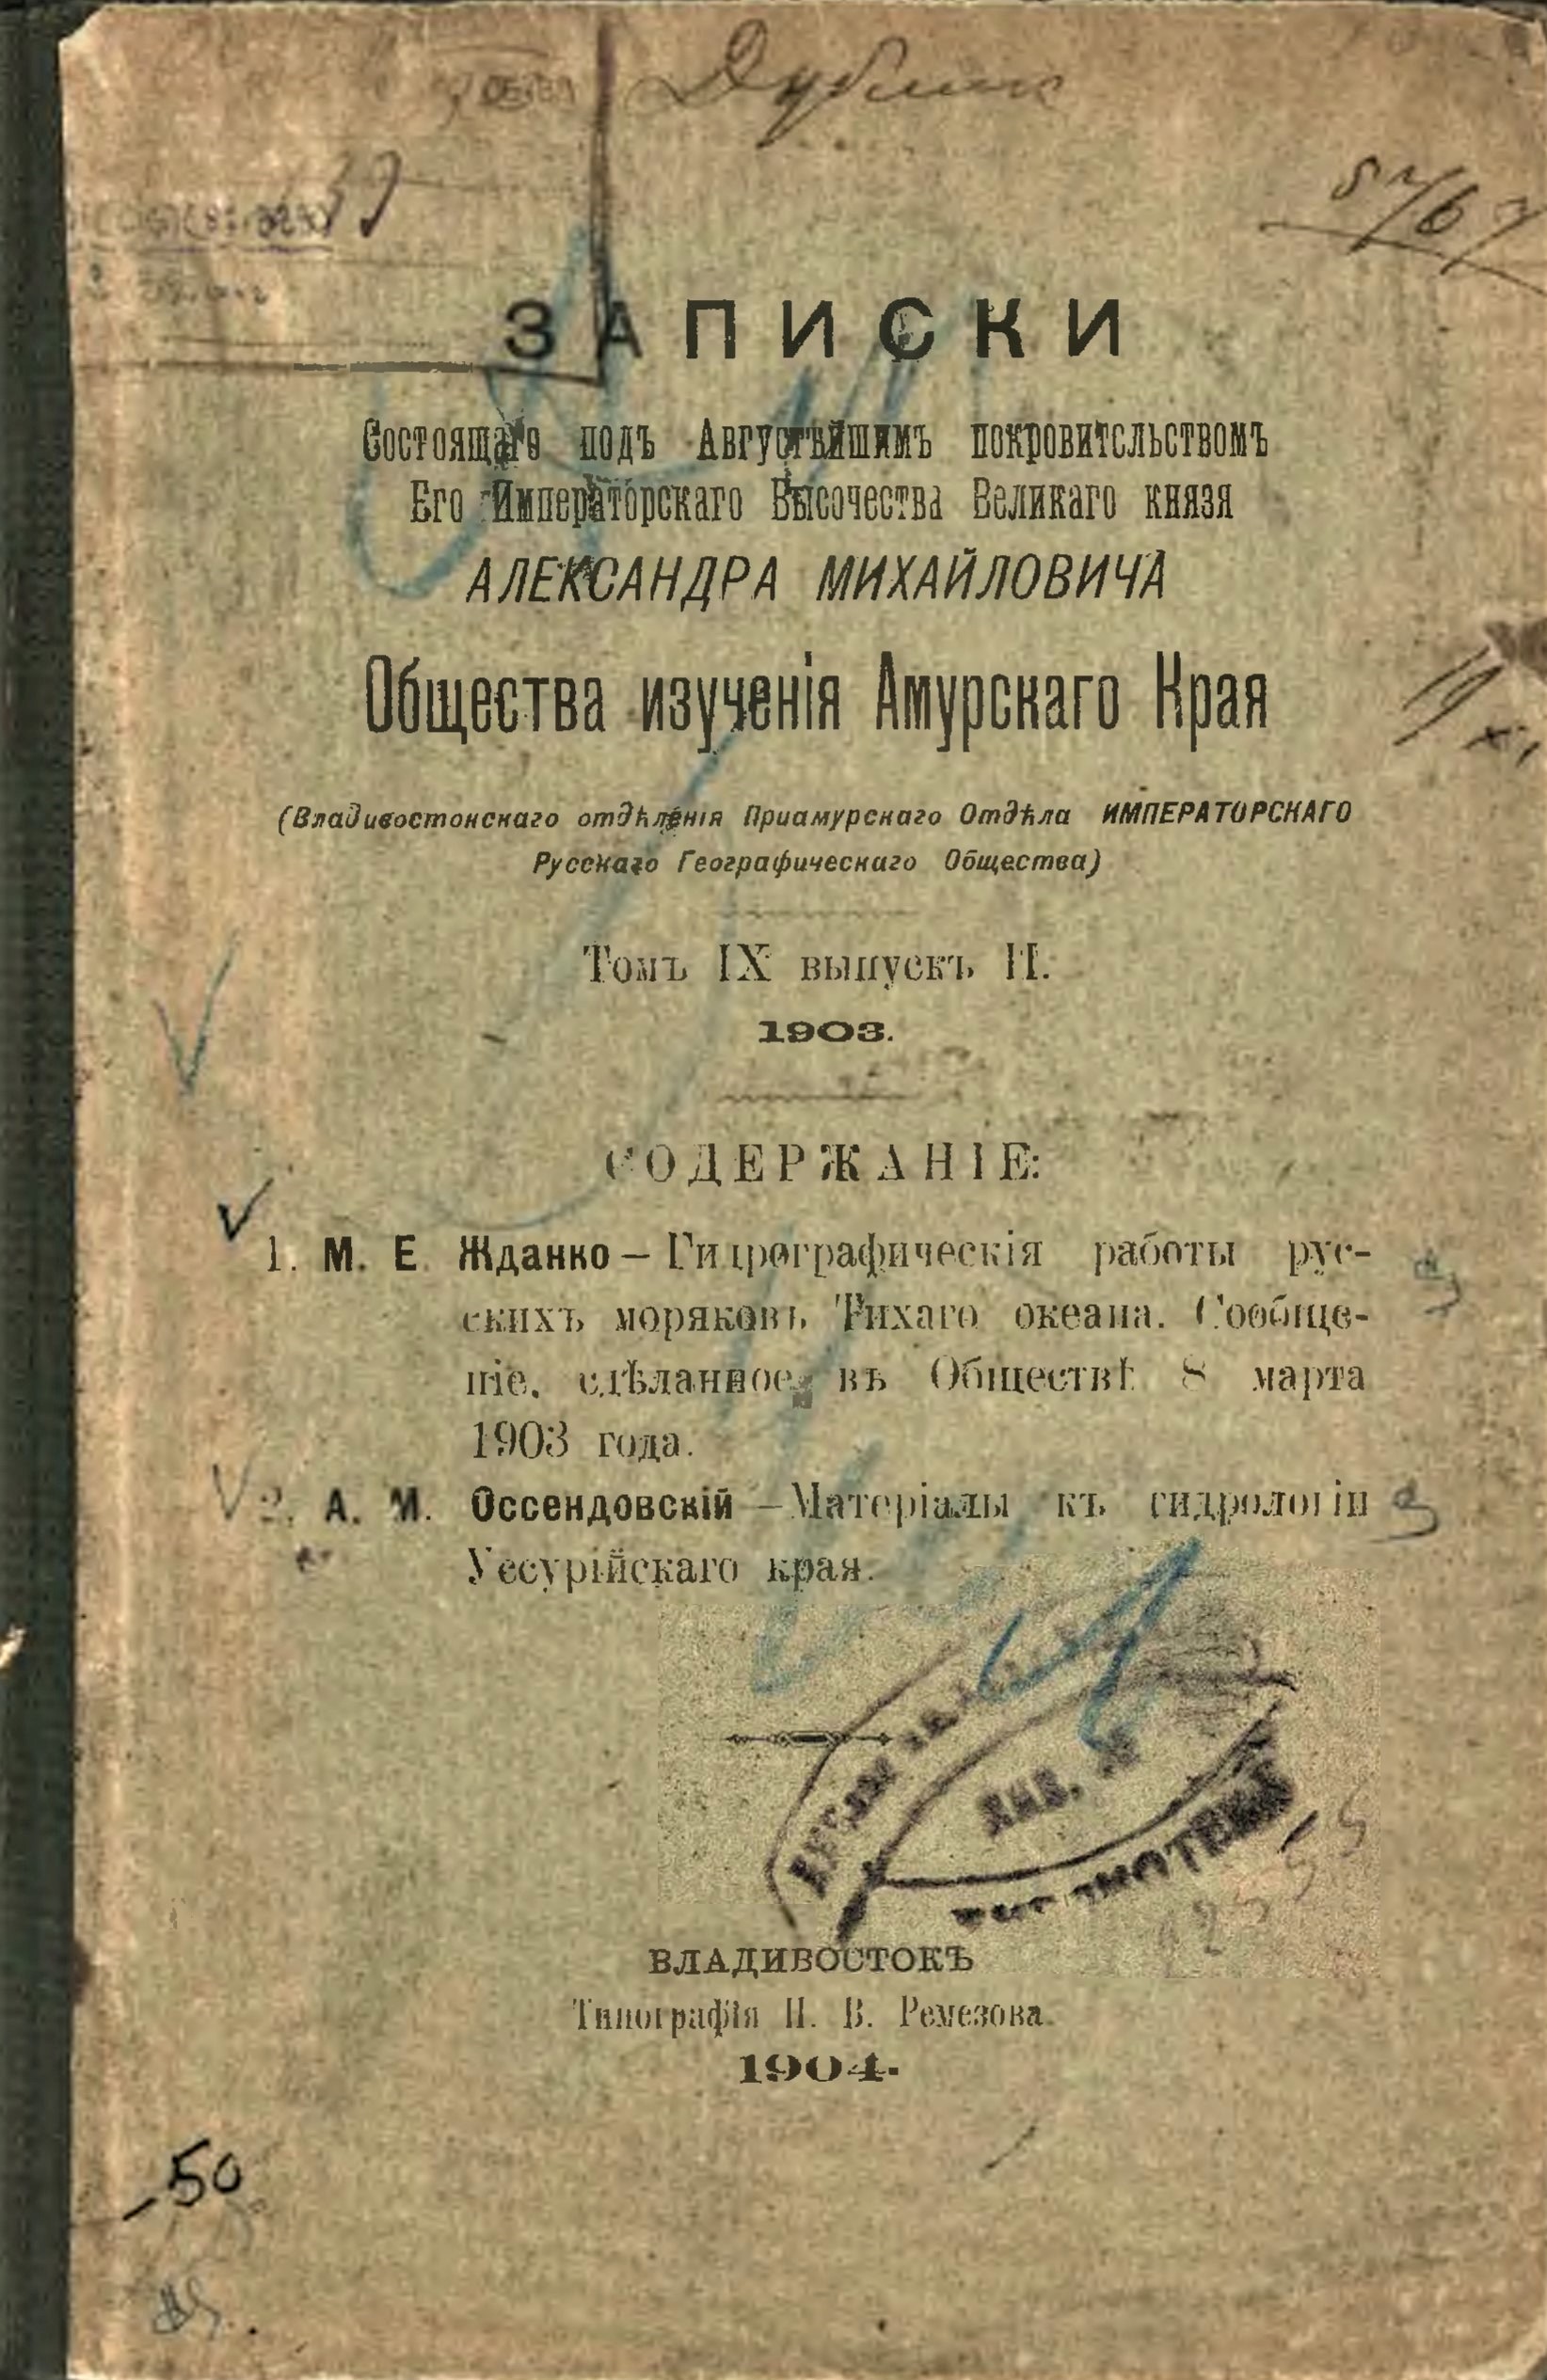 Дублик
ЗАПИСКИ
Состоящаго подъ Августѣйшимъ покровительствомъ
Его Императорскаго Высочества Великаго князя
АЛЕКСАНДРА МИХАЙЛОВИЧА
Общества изученія Амурскаго Края
(Владивостокскаго отдѣленія Приамурскаго Отдѣла ИМПЕРАТОРСКАГО
Русскаго Географическаго Общества)
Томъ IX выпускъ II.
1903.
СОДЕРЖАНІЕ:
1. М. Е. Жданко — Гидрографическія работы рус-
скихъ моряковъ Тихаго океана. Сообще-
ніе, сдѣланное въ Обществѣ 8 марта
1903 года.
2. А. М. Оссендовскій — Матеріалы къ гидрологіи
Уссурійскаго края.
ВЛАДИВОСТОКЪ
Типографія Н. В. Ремезова.
1904.
-50